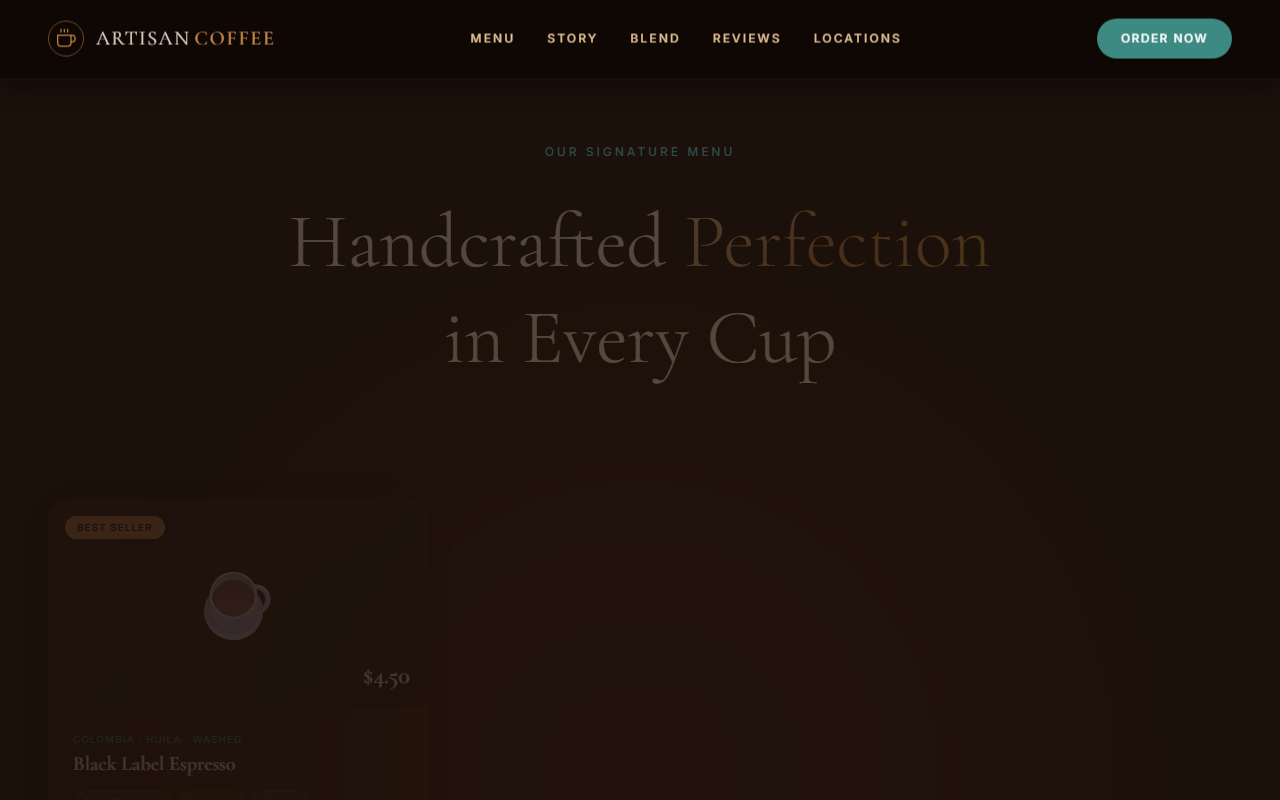 ARTISAN COFFEE
MENU STORY BLEND REVIEWS LOCATIONS
ORDER NOW
OUR SIGNATURE MENU
Handcrafted Perfection
in Every Cup
BEST SELLER
$4.50
COLOMBIA · HUILA · WASHED
Black Label Espresso